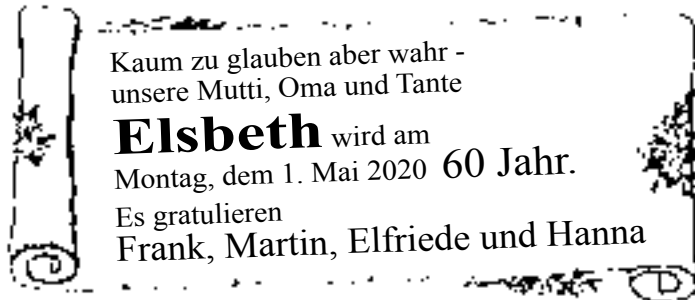 Kaum zu glauben aber wahr -
unsere Mutti, Oma und Tante
Elsbeth wird am
Montag, dem 1. Mai 2020 60 Jahr.
Es gratulieren
Frank, Martin, Elfriede und Hanna